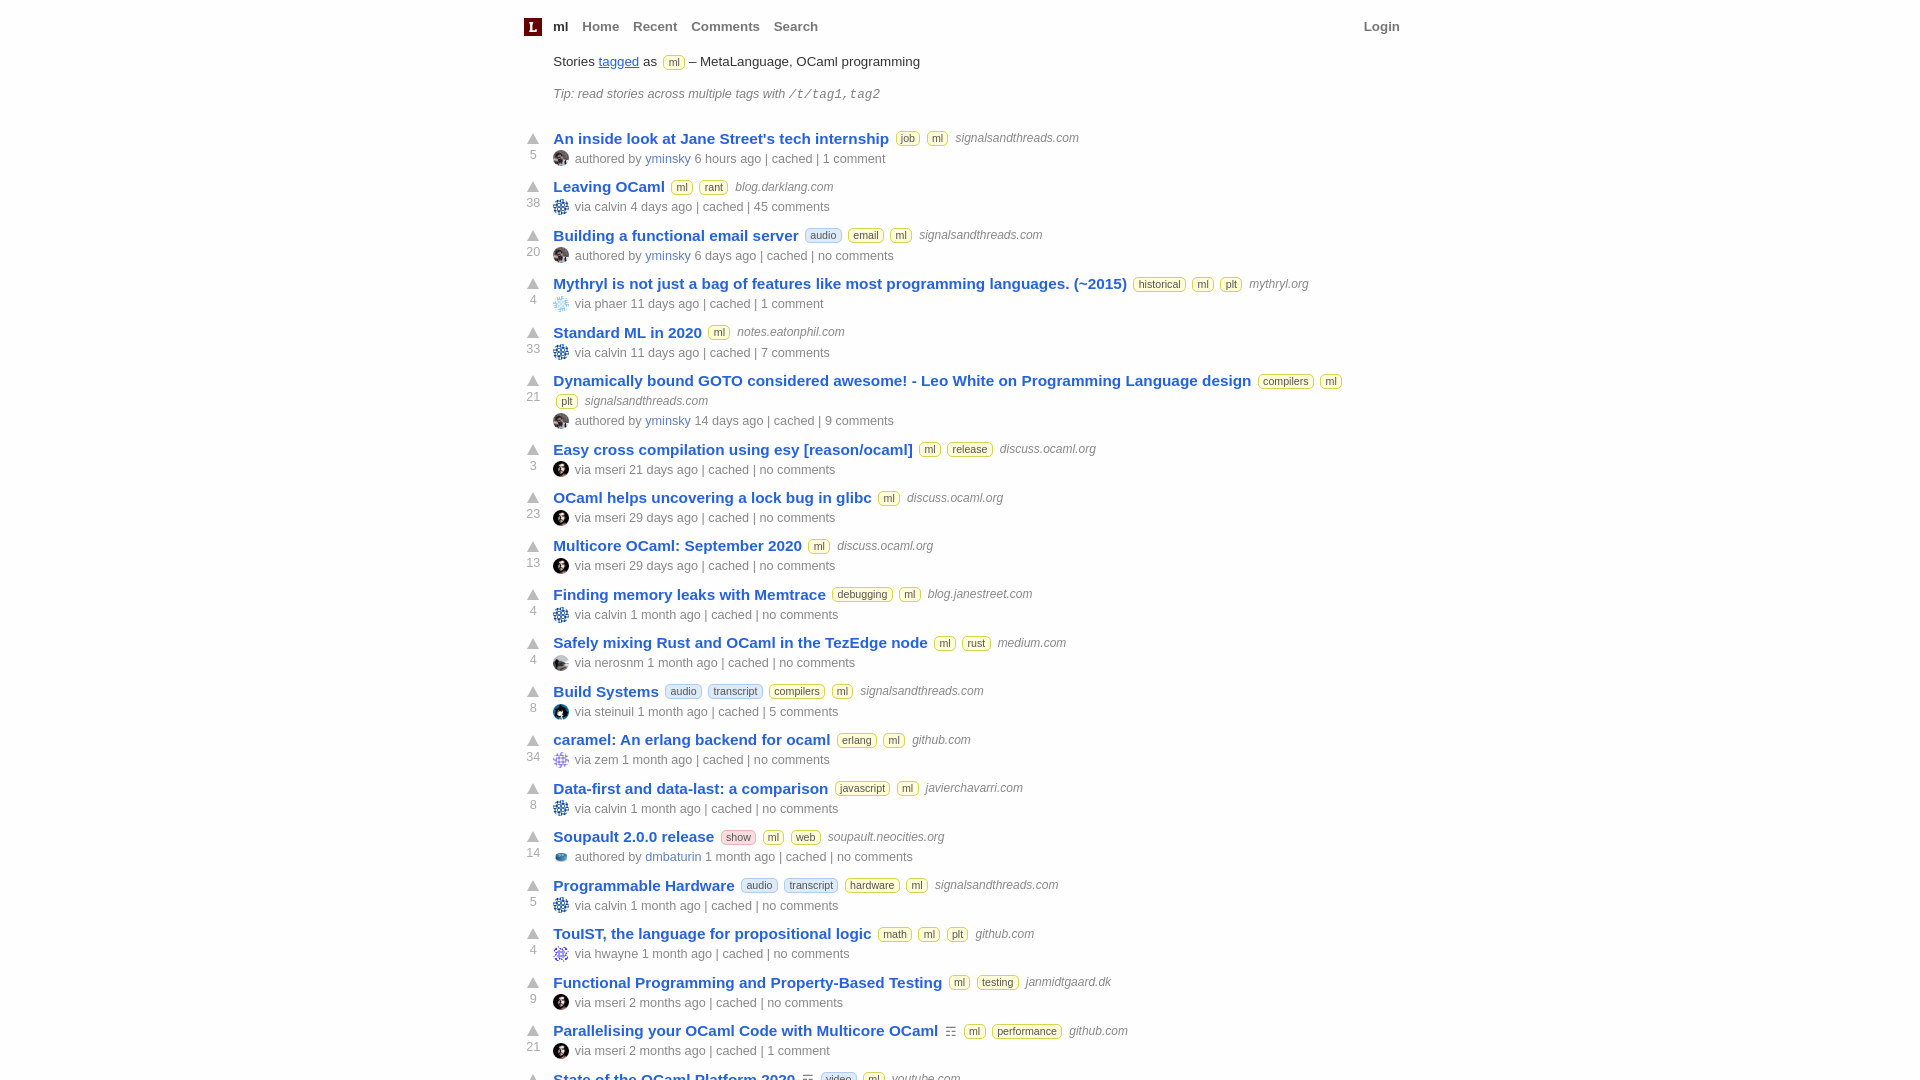 L ml Home Recent Comments Search Login
Stories tagged as ml – MetaLanguage, OCaml programming
Tip: read stories across multiple tags with /t/tag1,tag2
An inside look at Jane Street's tech internship job ml signalsandthreads.com
5 authored by yminsky 6 hours ago | cached | 1 comment
Leaving OCaml ml rant blog.darklang.com
38 via calvin 4 days ago | cached | 45 comments
Building a functional email server audio email ml signalsandthreads.com
20 authored by yminsky 6 days ago | cached | no comments
Mythryl is not just a bag of features like most programming languages. (~2015) historical ml plt mythryl.org
4 via phaer 11 days ago | cached | 1 comment
Standard ML in 2020 ml notes.eatonphil.com
33 via calvin 11 days ago | cached | 7 comments
Dynamically bound GOTO considered awesome! - Leo White on Programming Language design compilers ml
21 plt signalsandthreads.com
authored by yminsky 14 days ago | cached | 9 comments
Easy cross compilation using esy [reason/ocaml] ml release discuss.ocaml.org
3 via mseri 21 days ago | cached | no comments
OCaml helps uncovering a lock bug in glibc ml discuss.ocaml.org
23 via mseri 29 days ago | cached | no comments
Multicore OCaml: September 2020 ml discuss.ocaml.org
13 via mseri 29 days ago | cached | no comments
Finding memory leaks with Memtrace debugging ml blog.janestreet.com
4 via calvin 1 month ago | cached | no comments
Safely mixing Rust and OCaml in the TezEdge node ml rust medium.com
4 via nerosnm 1 month ago | cached | no comments
Build Systems audio transcript compilers ml signalsandthreads.com
8 via steinuil 1 month ago | cached | 5 comments
caramel: An erlang backend for ocaml erlang ml github.com
34 via zem 1 month ago | cached | no comments
Data-first and data-last: a comparison javascript ml javierchavarri.com
8 via calvin 1 month ago | cached | no comments
Soupault 2.0.0 release show ml web soupault.neocities.org
14 authored by dmbaturin 1 month ago | cached | no comments
Programmable Hardware audio transcript hardware ml signalsandthreads.com
5 via calvin 1 month ago | cached | no comments
TouIST, the language for propositional logic math ml plt github.com
4 via hwayne 1 month ago | cached | no comments
Functional Programming and Property-Based Testing ml testing janmidtgaard.dk
9 via mseri 2 months ago | cached | no comments
Parallelising your OCaml Code with Multicore OCaml ☶ ml performance github.com
21 via mseri 2 months ago | cached | 1 comment
State of the OCaml Platform 2020 ☶ video ml youtube.com